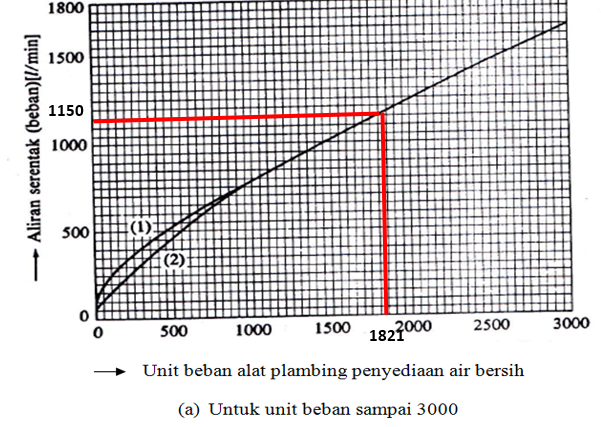 1800
Aliran serentak (beban)[l/min]
1500
1150
1000
500
0
(1)
(2)
0 500 1000 1500 1821 2000 2500 3000
Unit beban alat plambing penyediaan air bersih
(a) Untuk unit beban sampai 3000